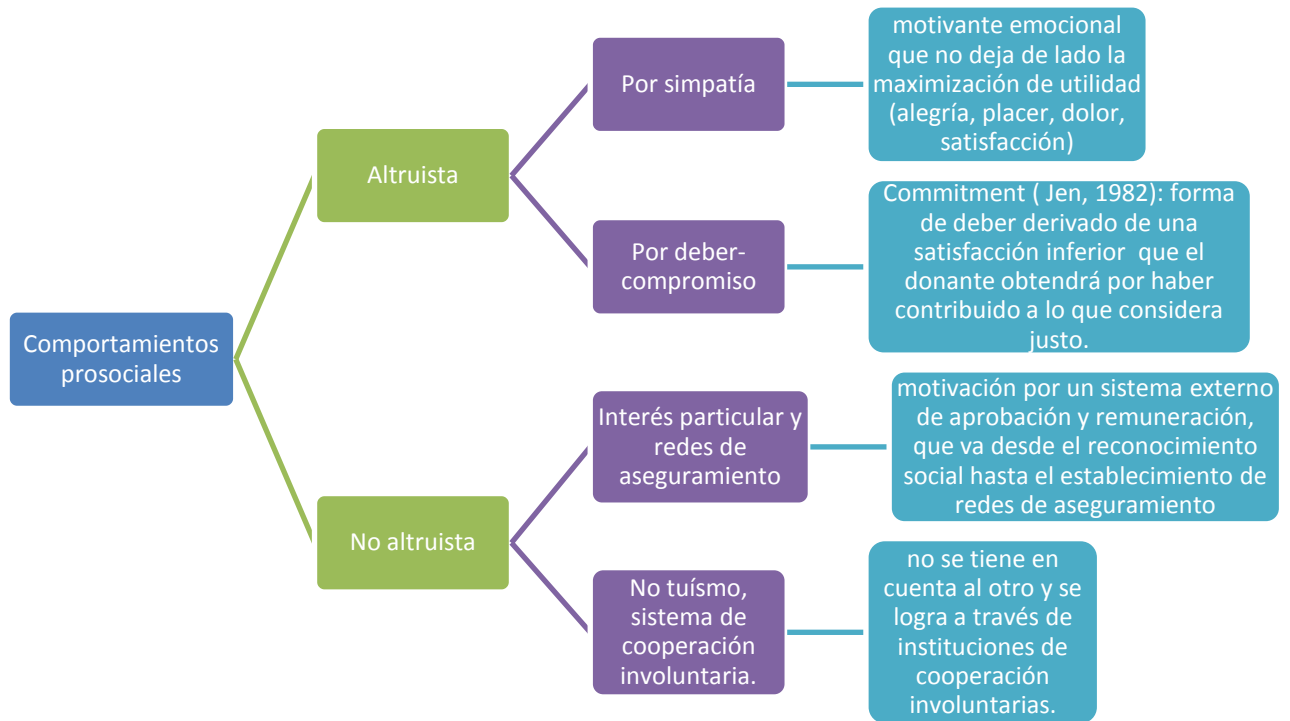 Comportamientos
prosociales
Altruista
Por simpatía
motivante emocional
que no deja de lado la
maximización de utilidad
(alegría, placer, dolor,
satisfacción)
Por deber-
compromiso
Commitment ( Jen, 1982): forma
de deber derivado de una
satisfacción inferior  que el
donante obtendrá por haber
contribuido a lo que considera
justo.
No altruista
Interés particular y
redes de
aseguramiento
motivación por un sistema externo
de aprobación y remuneración,
que va desde el reconocimiento
social hasta el establecimiento de
redes de aseguramiento
No tuísmo,
sistema de
cooperación
involuntaria.
no se tiene en
cuenta al otro y se
logra a través de
instituciones de
cooperación
involuntarias.